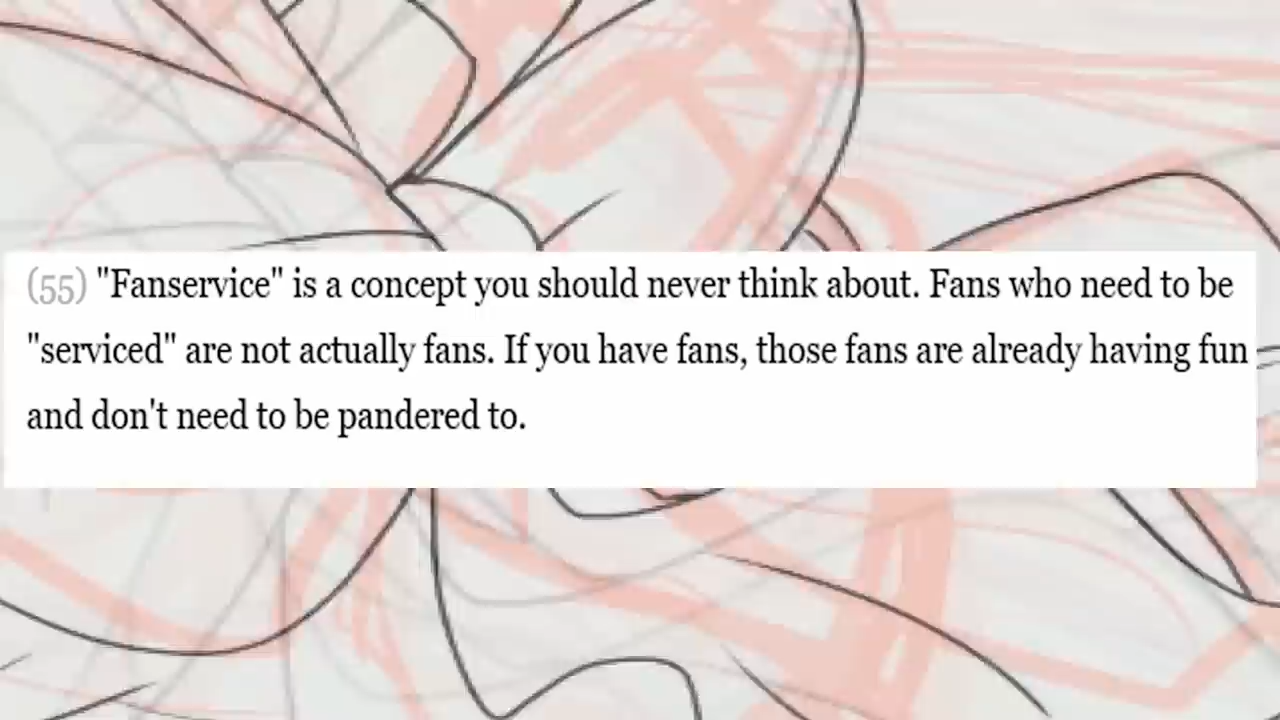 (55) "Fanservice" is a concept you should never think about. Fans who need to be
"serviced" are not actually fans. If you have fans, those fans are already having fun
and don't need to be pandered to.